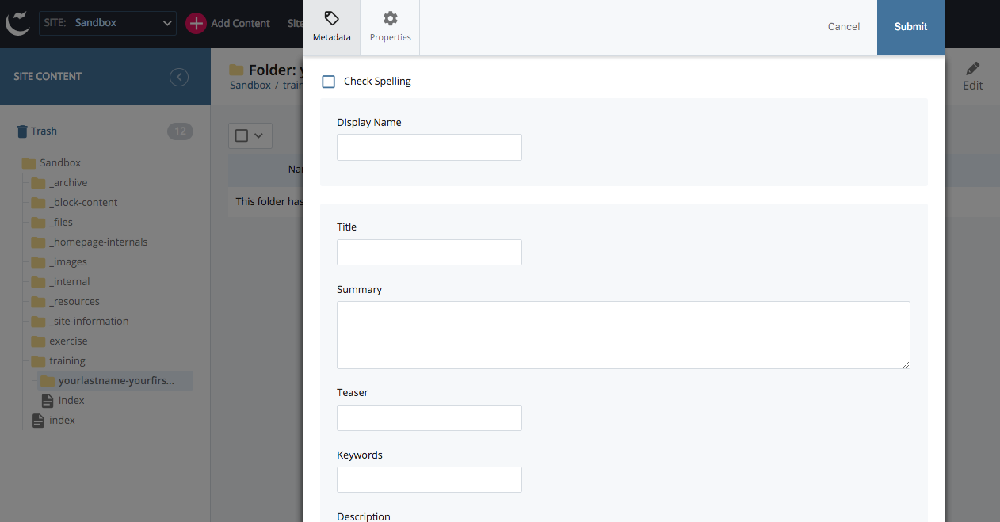 SITE: Sandbox
Add Content
Site
Metadata
Properties
Cancel
Submit
SITE CONTENT
Folder:
Sandbox /
Edit
Check Spelling
Trash
12
Sandbox
_archive
_block-content
_files
_homepage-internals
_images
_internal
_resources
_site-information
exercise
training
yourlastname-yourfirs...
index
index
This folder has
Display Name
Title
Summary
Teaser
Keywords
Description